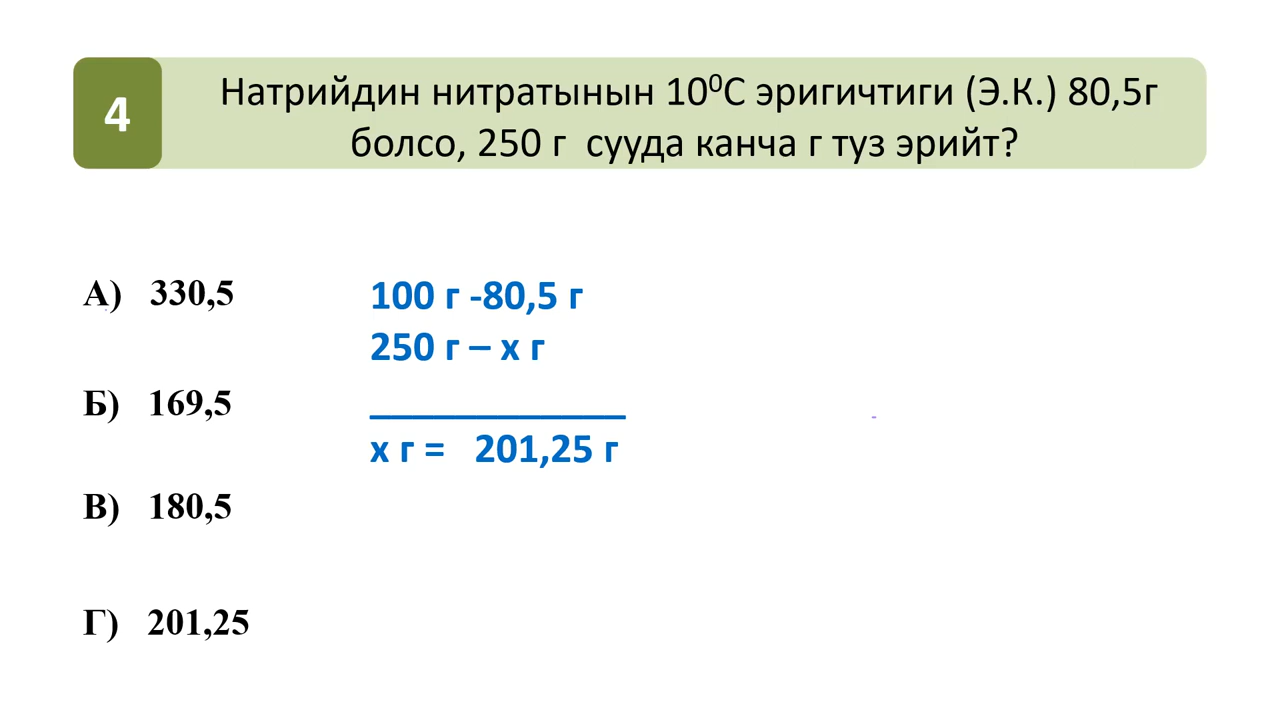 4
Натрийдин нитратынын 10⁰С эригичтиги (Э.К.) 80,5г
болсо, 250 г сууда канча г туз эрийт?
А) 330,5
Б) 169,5
В) 180,5
Г) 201,25
100 г -80,5 г
250 г – х г
_____________
х г = 201,25 г